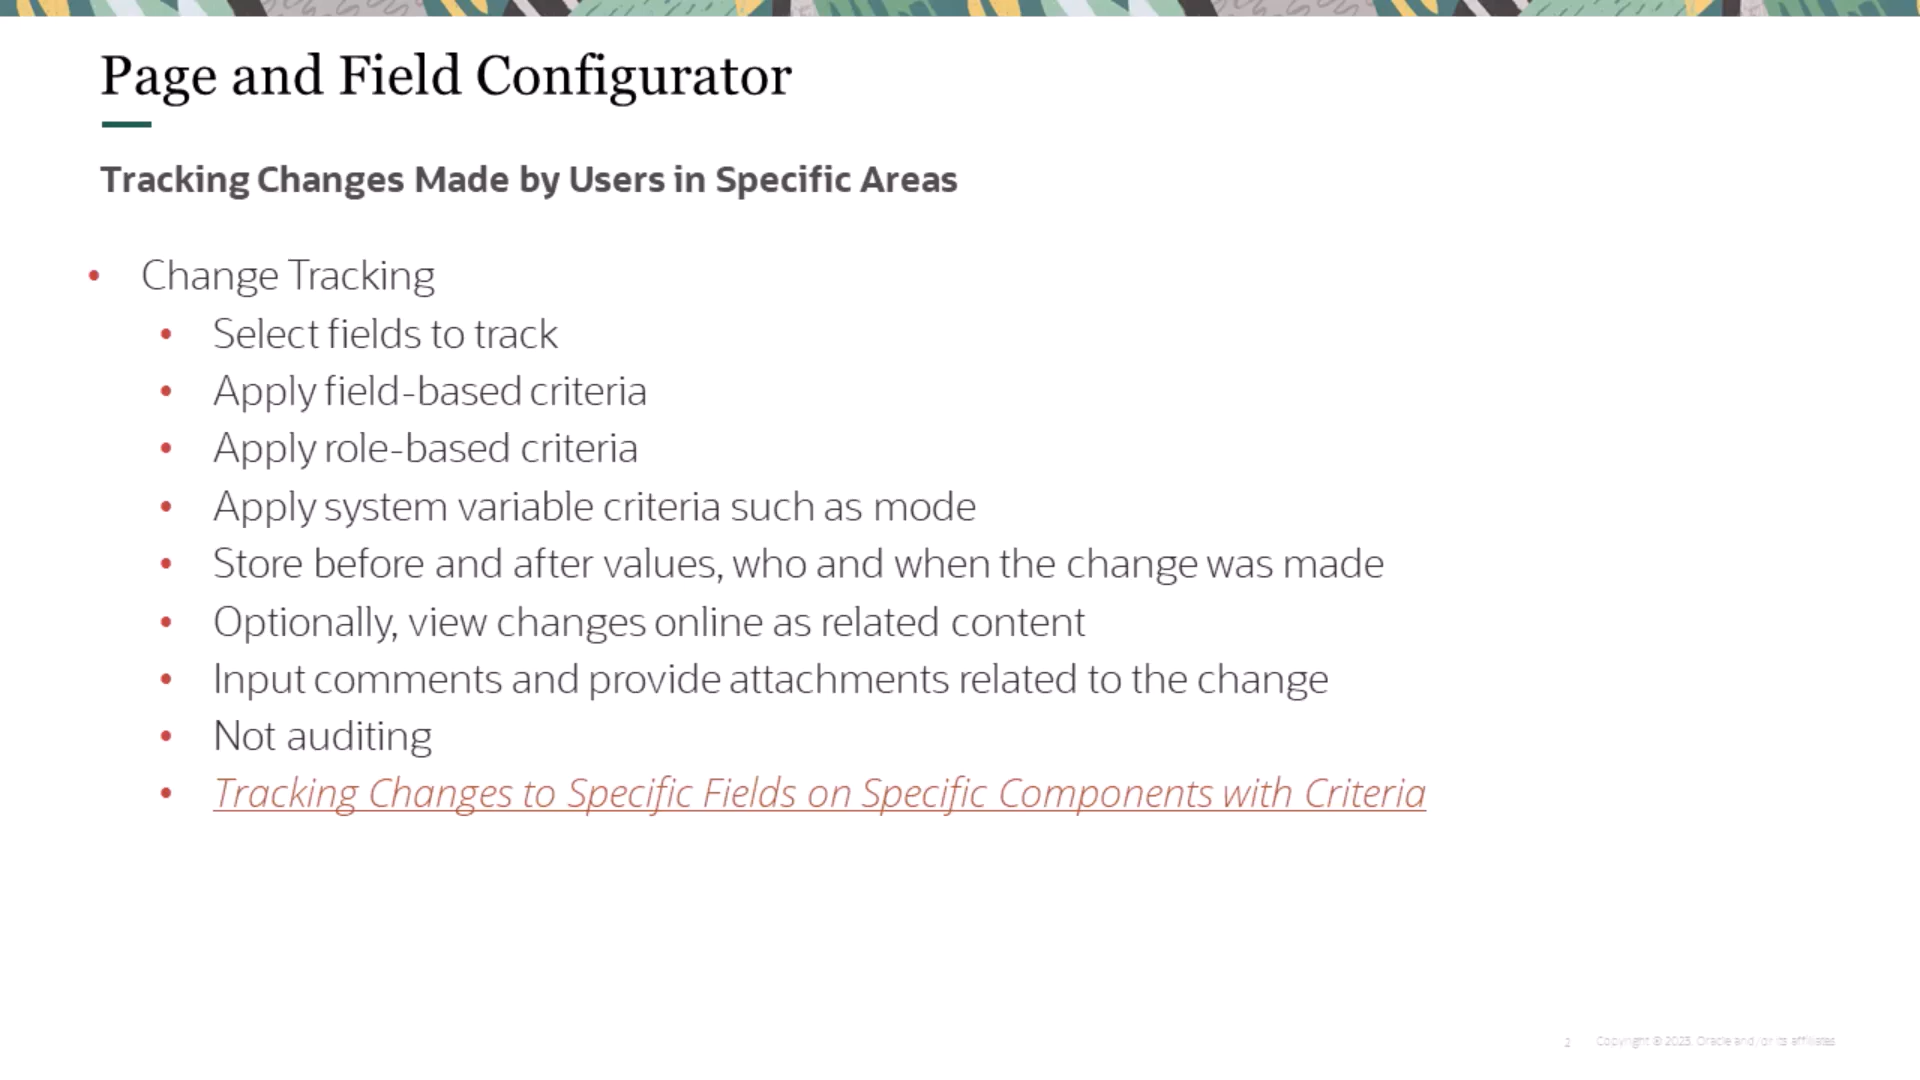 Page and Field Configurator
Tracking Changes Made by Users in Specific Areas
• Change Tracking
• Select fields to track
• Apply field-based criteria
• Apply role-based criteria
• Apply system variable criteria such as mode
• Store before and after values, who and when the change was made
• Optionally, view changes online as related content
• Input comments and provide attachments related to the change
• Not auditing
• Tracking Changes to Specific Fields on Specific Components with Criteria
2 Copyright © 2023, Oracle and/or its affiliates